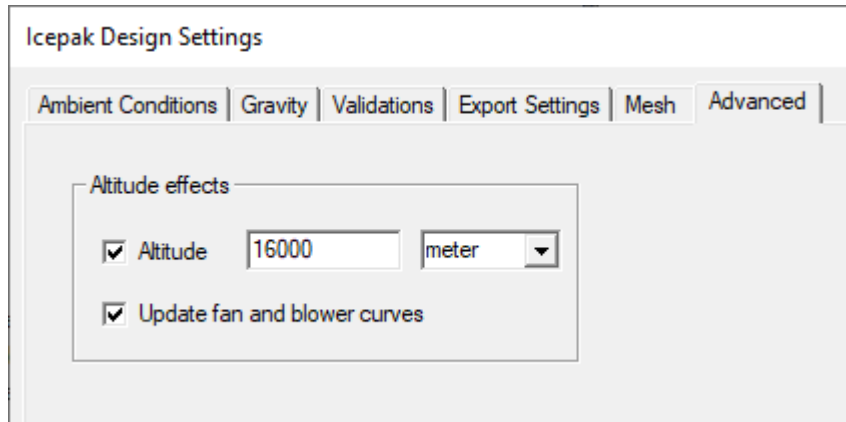 Icepak Design Settings
Ambient Conditions Gravity Validations Export Settings Mesh Advanced
Altitude effects
Altitude 16000 meter
Update fan and blower curves